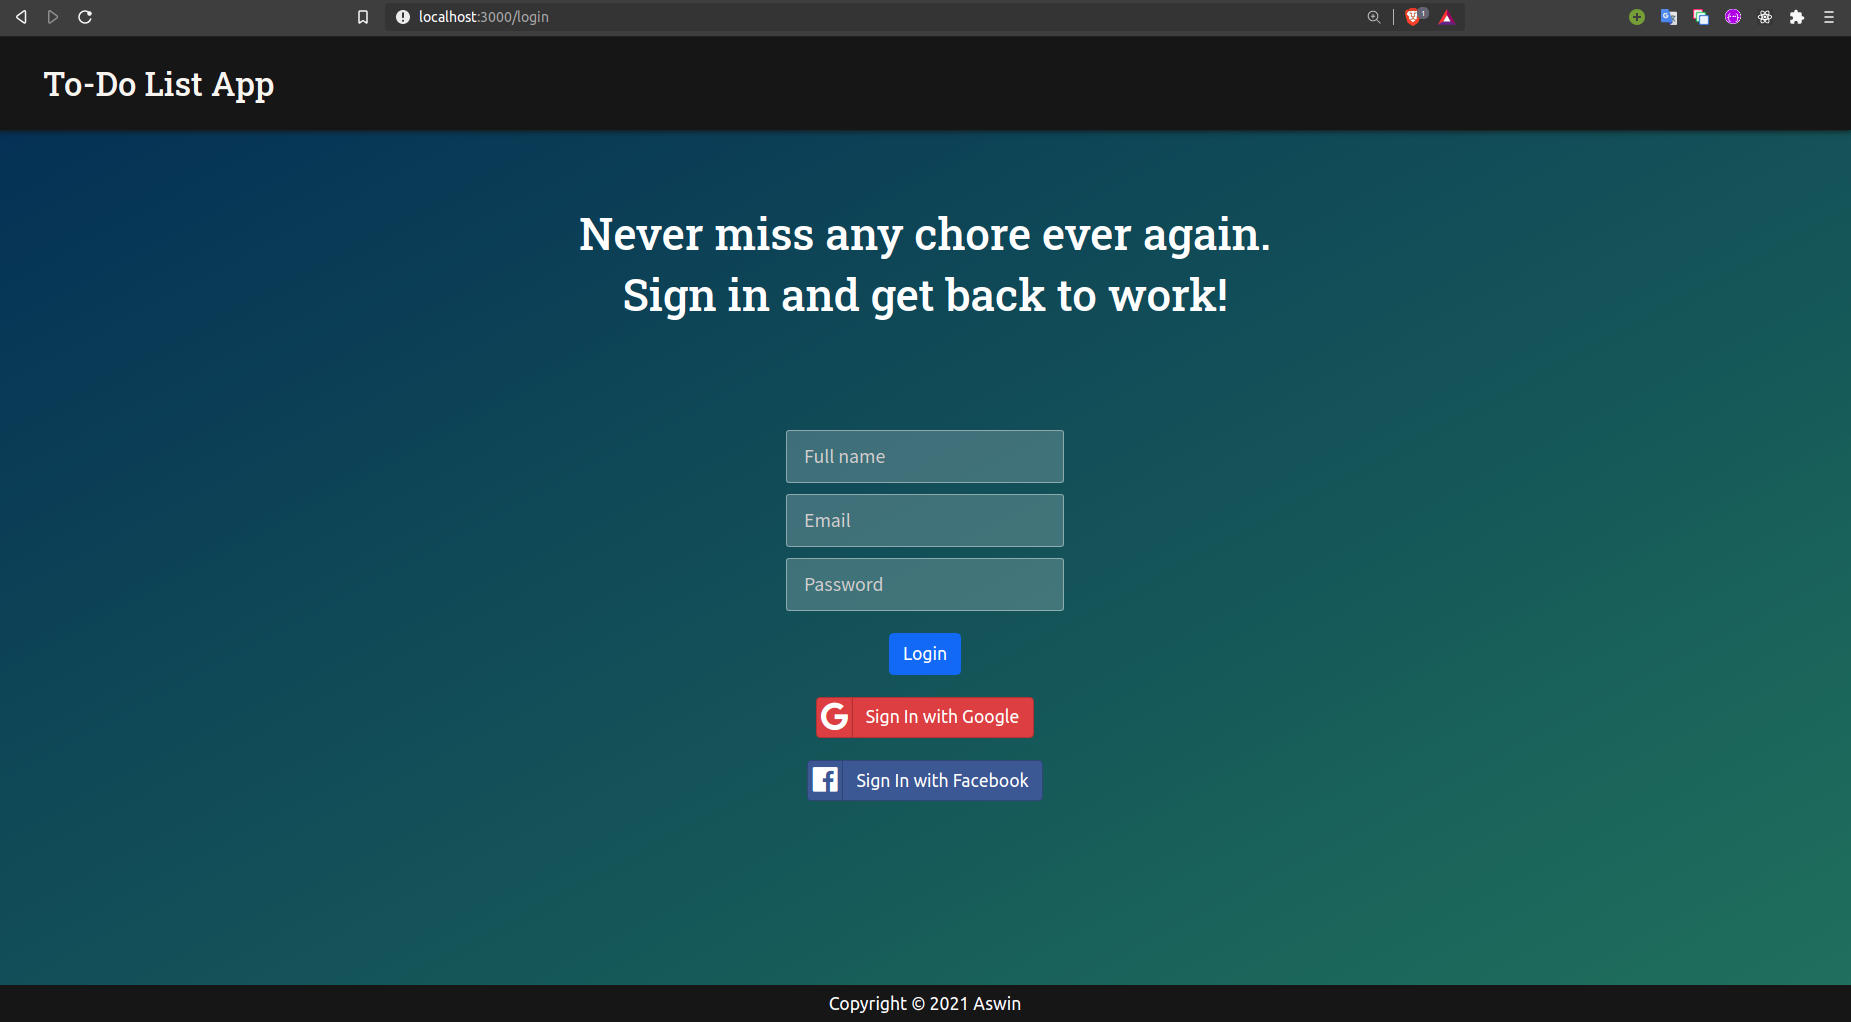 localhost:3000/login
1
To-Do List App
Never miss any chore ever again.
Sign in and get back to work!
Full name
Email
Password
Login
G Sign In with Google
f Sign In with Facebook
Copyright © 2021 Aswin